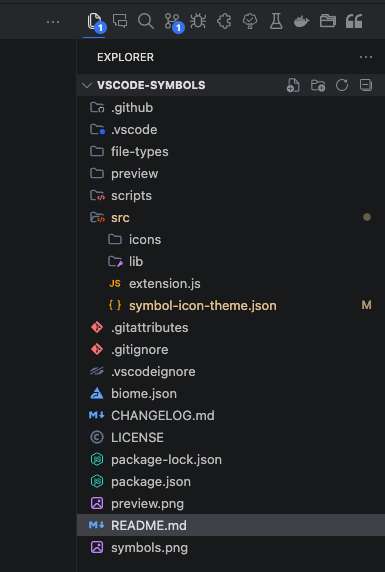 1 1
EXPLORER
VSCODE-SYMBOLS
.github
.vscode
file-types
preview
scripts
src
icons
lib
JS extension.js
{ } symbol-icon-theme.json M
.gitattributes
.gitignore
.vscodeignore
biome.json
M↓ CHANGELOG.md
LICENSE
package-lock.json
package.json
preview.png
M↓ README.md
symbols.png